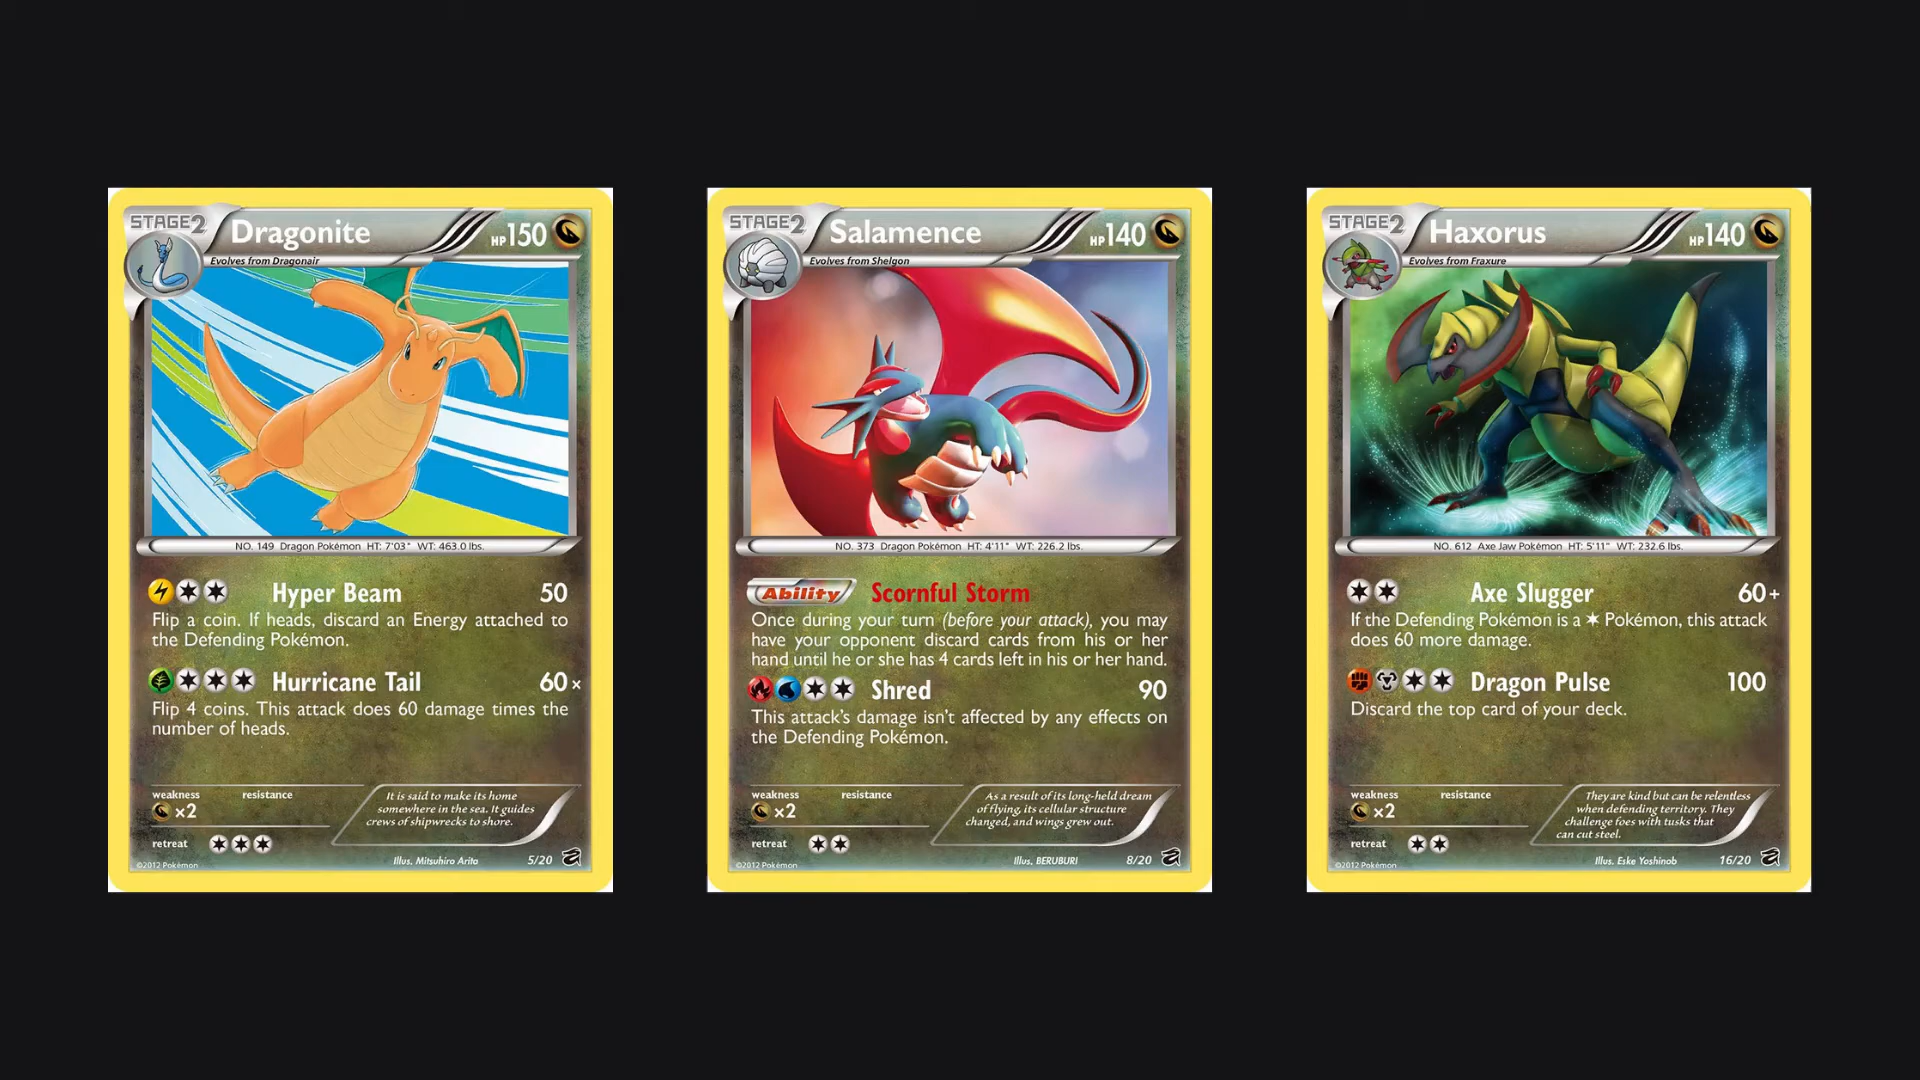 STAGE2 Dragonite HP150
Evolves from Dragonair
NO. 149 Dragon Pokémon HT: 7'03" WT: 463.0 lbs.
Hyper Beam 50
Flip a coin. If heads, discard an Energy attached to
the Defending Pokémon.
Hurricane Tail 60×
Flip 4 coins. This attack does 60 damage times the
number of heads.
weakness resistance
×2
It is said to make its home
somewhere in the sea. It guides
crews of shipwrecks to shore.
retreat
©2012 Pokémon Illus. Mitsuhiro Arita 5/20
STAGE2 Salamence HP140
Evolves from Shelgon
NO. 373 Dragon Pokémon HT: 4'11" WT: 226.2 lbs.
Ability Scornful Storm
Once during your turn (before your attack), you may
have your opponent discard cards from his or her
hand until he or she has 4 cards left in his or her hand.
Shred 90
This attack's damage isn't affected by any effects on
the Defending Pokémon.
weakness resistance
×2
As a result of its long-held dream
of flying, its cellular structure
changed, and wings grew out.
retreat
©2012 Pokémon Illus. BERUBURI 8/20
STAGE2 Haxorus HP140
Evolves from Fraxure
NO. 612 Axe Jaw Pokémon HT: 5'11" WT: 232.6 lbs.
Axe Slugger 60+
If the Defending Pokémon is a Pokémon, this attack
does 60 more damage.
Dragon Pulse 100
Discard the top card of your deck.
weakness resistance
×2
They are kind but can be relentless
when defending territory. They
challenge foes with tusks that
can cut steel.
retreat
©2012 Pokémon Illus. Eske Yoshinob 16/20